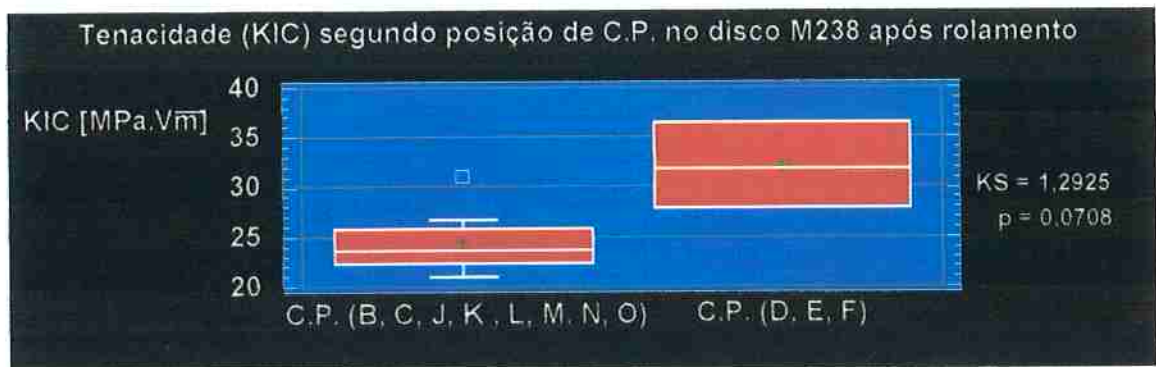 Tenacidade (KIC) segundo posição de C.P. no disco M238 após rolamento
KIC [MPa.Vm̅]
40
35
30
25
20
KS = 1,2925
p = 0,0708
C.P. (B, C, J, K , L, M. N, O)
C.P. (D. E, F)